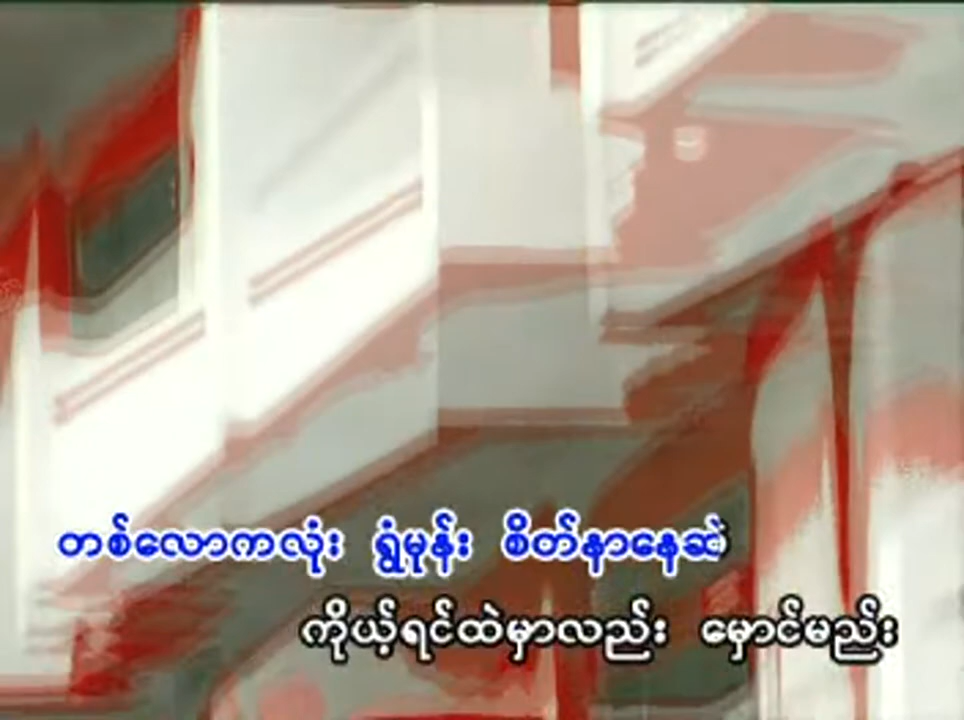 တစ်လောကလုံး ရှုံမုန်း စိတ်နာနေဆဲ
ကိုယ့်ရင်ထဲမှာလည်း မှောင်မည်း